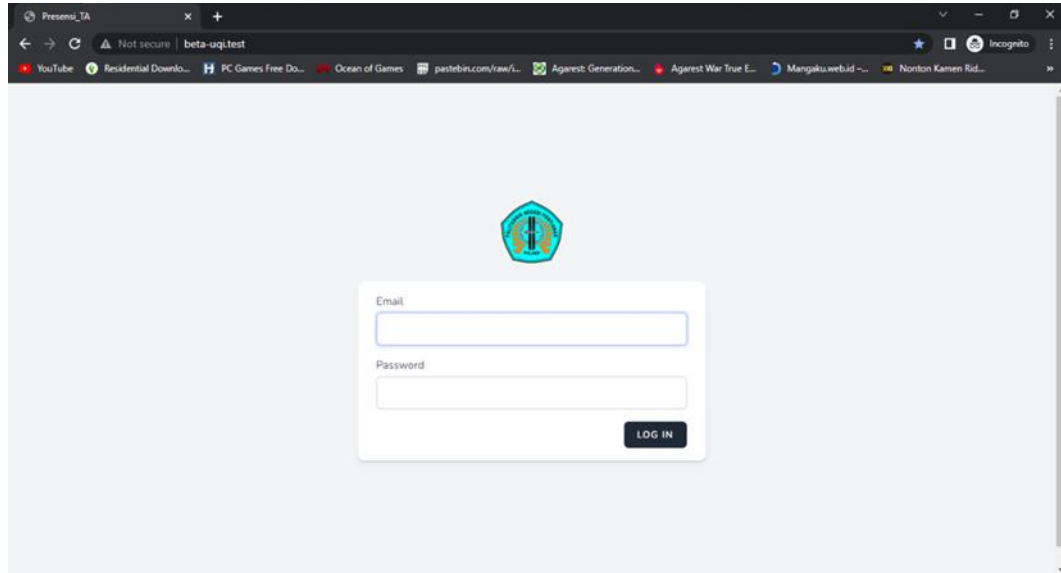 Presensi_TA
Not secure | beta-uqi.test
Incognito
YouTube Residential Downlo... PC Games Free Do... Ocean of Games pastebin.com/raw/i... Agarest: Generation... Agarest War True E... Mangaku.web.id –... Nonton Kamen Rid...
Email
Password
LOG IN